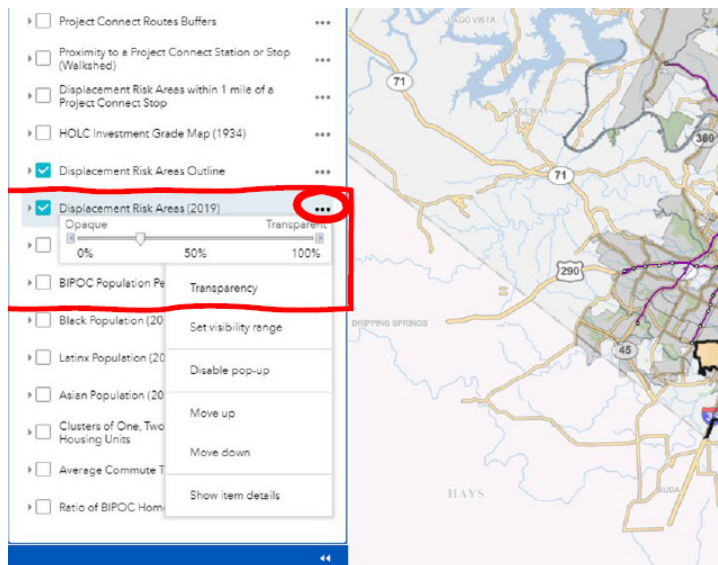 Project Connect Routes Buffers
Proximity to a Project Connect Station or Stop
(Walkshed)
Displacement Risk Areas within 1 mile of a
Project Connect Stop
HOLC Investment Grade Map (1934)
Displacement Risk Areas Outline
Displacement Risk Areas (2019)
Opaque Transparent
0% 50% 100%
BIPOC Population Pe
Transparency
Black Population (20
Set visibility range
Latinx Population (20
Disable pop-up
Asian Population (20
Move up
Clusters of One, Two
Housing Units
Move down
Average Commute T
Show item details
Ratio of BIPOC Hom
LAGO VISTA
71
LAKEWAY
360
71
290
DRIPPING SPRINGS
45
HAYS
BUDA